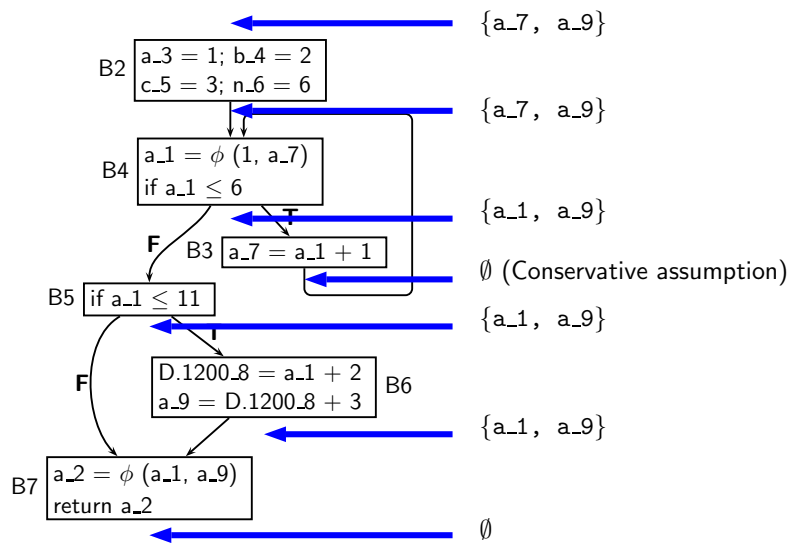 {a_7, a_9}
B2
a_3 = 1; b_4 = 2
c_5 = 3; n_6 = 6
{a_7, a_9}
B4
a_1 = ϕ (1, a_7)
if a_1 ≤ 6
{a_1, a_9}
T
F
B3
a_7 = a_1 + 1
∅ (Conservative assumption)
B5
if a_1 ≤ 11
{a_1, a_9}
T
F
D.1200_8 = a_1 + 2
a_9 = D.1200_8 + 3
B6
{a_1, a_9}
B7
a_2 = ϕ (a_1, a_9)
return a_2
∅